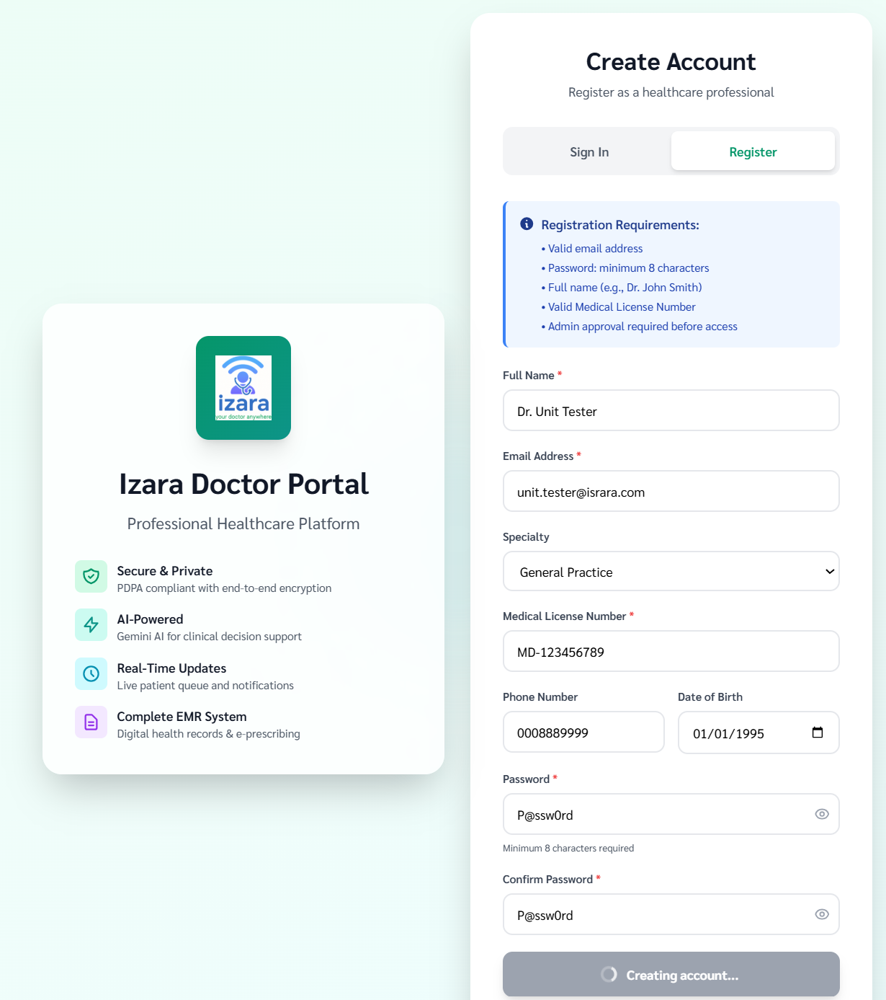 izara
your doctor anywhere
Izara Doctor Portal
Professional Healthcare Platform
Secure & Private
PDPA compliant with end-to-end encryption
AI-Powered
Gemini AI for clinical decision support
Real-Time Updates
Live patient queue and notifications
Complete EMR System
Digital health records & e-prescribing
Create Account
Register as a healthcare professional
Sign In
Register
Registration Requirements:
• Valid email address
• Password: minimum 8 characters
• Full name (e.g., Dr. John Smith)
• Valid Medical License Number
• Admin approval required before access
Full Name *
Dr. Unit Tester
Email Address *
unit.tester@israra.com
Specialty
General Practice
Medical License Number *
MD-123456789
Phone Number
0008889999
Date of Birth
01/01/1995
Password *
P@ssw0rd
Minimum 8 characters required
Confirm Password *
P@ssw0rd
Creating account...